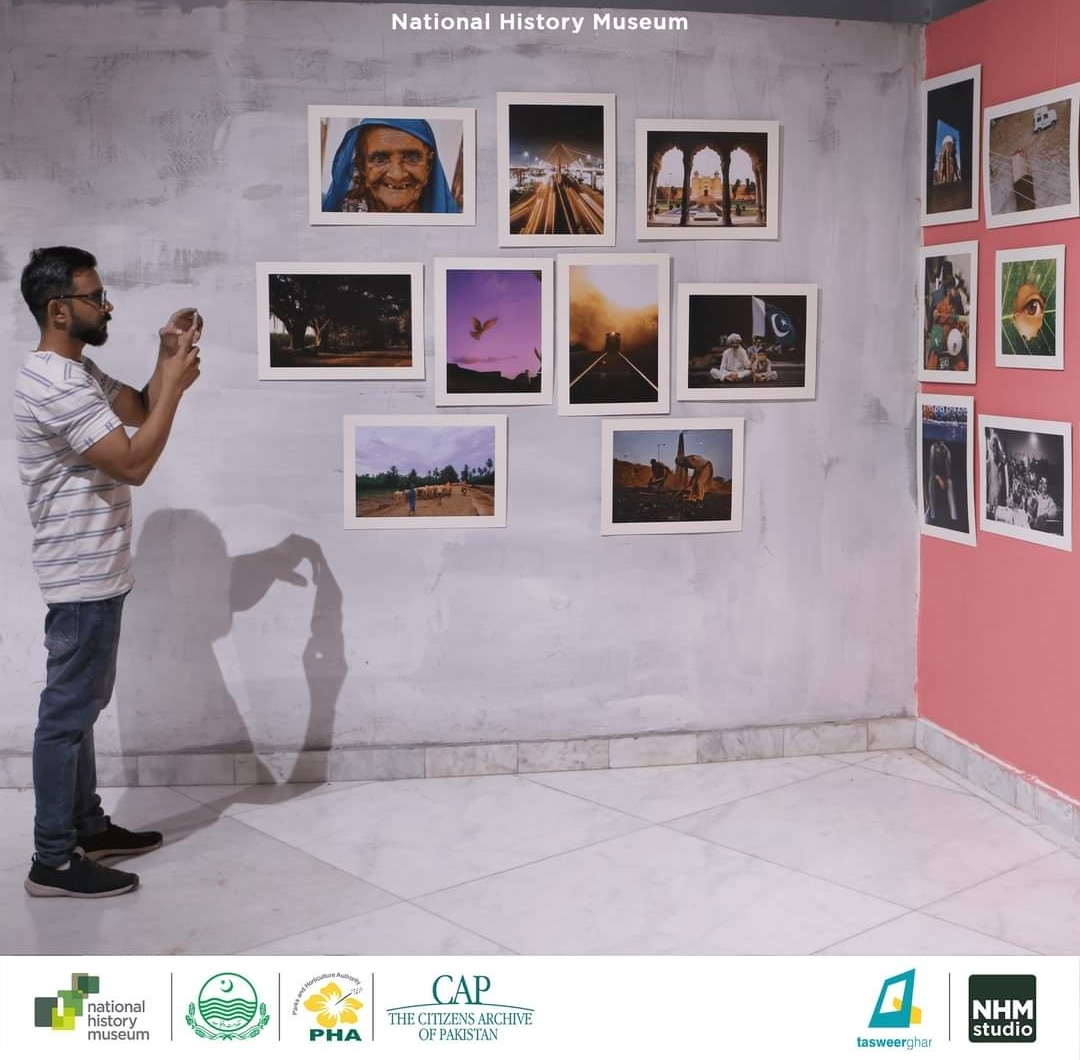 National History Museum
national
history
museum
Parks and Horticulture Authority
PHA
CAP
THE CITIZENS ARCHIVE
OF PAKISTAN
tasweerghar
NHM
studio